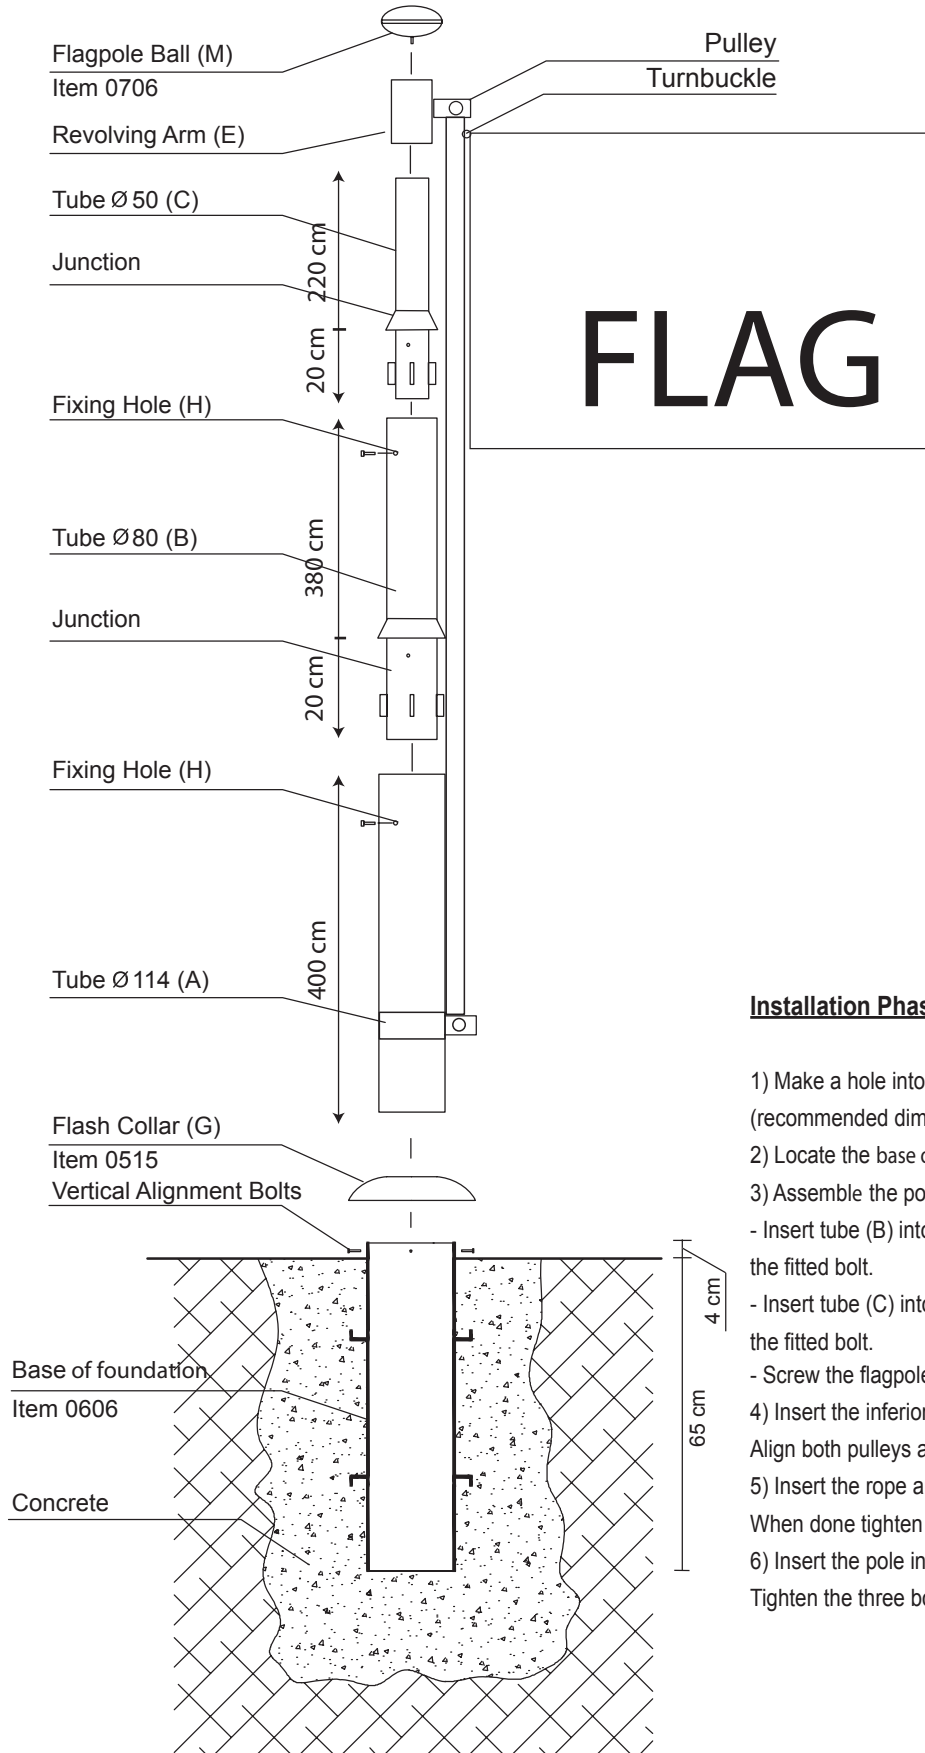 Flagpole Ball (M)
Item 0706
Revolving Arm (E)
Tube Ø 50 (C)
Junction
Fixing Hole (H)
Tube Ø 80 (B)
Junction
Fixing Hole (H)
Tube Ø 114 (A)
Flash Collar (G)
Item 0515
Vertical Alignment Bolts
Base of foundation
Item 0606
Concrete
220 cm
20 cm
380 cm
20 cm
400 cm
Pulley
Turnbuckle
FLAG
4 cm
65 cm
Installation Phas
1) Make a hole into
(recommended dim
2) Locate the base o
3) Assemble the po
- Insert tube (B) into
the fitted bolt.
- Insert tube (C) into
the fitted bolt.
- Screw the flagpole
4) Insert the inferior
Align both pulleys a
5) Insert the rope a
When done tighten
6) Insert the pole in
Tighten the three bo